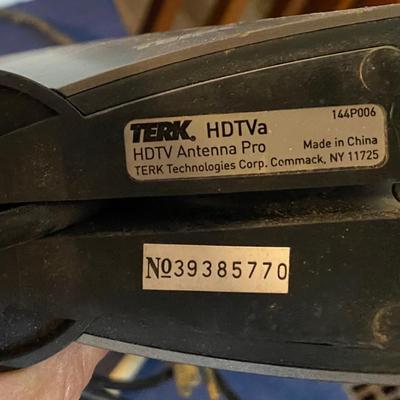 144P006
TERK. HDTVa
HDTV Antenna Pro Made in China
TERK Technologies Corp. Commack, NY 11725
№39385770